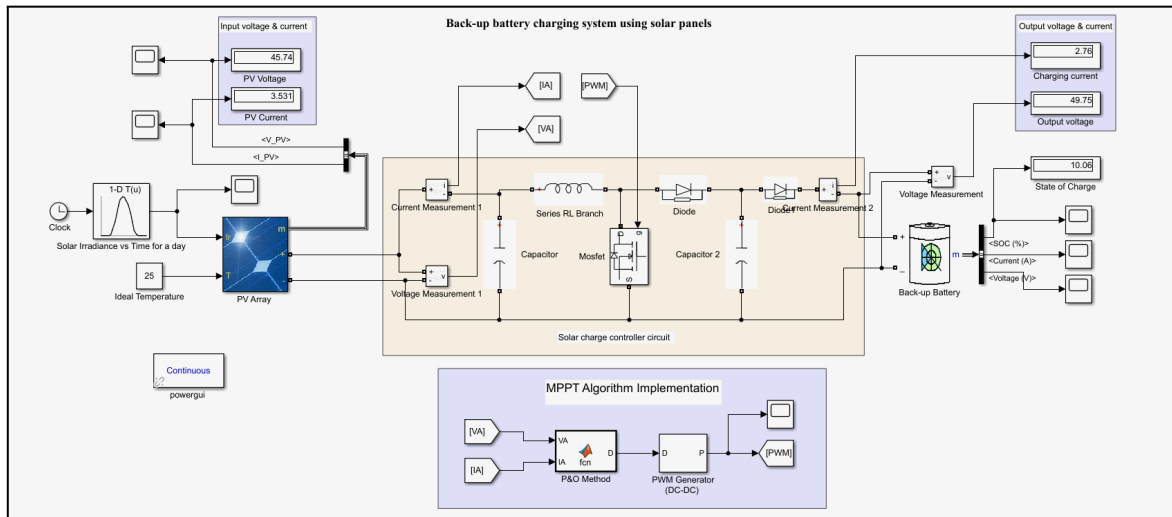 Back-up battery charging system using solar panels
Input voltage & current
45.74
PV Voltage
3.531
PV Current
<V_PV>
<I_PV>
Output voltage & current
2.76
Charging current
49.75
Output voltage
10.06
State of Charge
[IA]
[PWM]
[VA]
Clock
1-D T(u)
Solar Irradiance vs Time for a day
25
Ideal Temperature
Ir
T
m
+
-
PV Array
+
-
i
Current Measurement 1
+
-
v
Voltage Measurement 1
+
Capacitor
+
Series RL Branch
D
g
S
Mosfet
Diode
+
Capacitor 2
Diode1
+
-
i
Current Measurement 2
+
-
v
Voltage Measurement
+
_
m
Back-up Battery
<SOC (%)>
<Current (A)>
<Voltage (V)>
Solar charge controller circuit
Continuous
powergui
MPPT Algorithm Implementation
[VA]
[IA]
VA
IA
D
fcn
P&O Method
D
P
PWM Generator
(DC-DC)
[PWM]